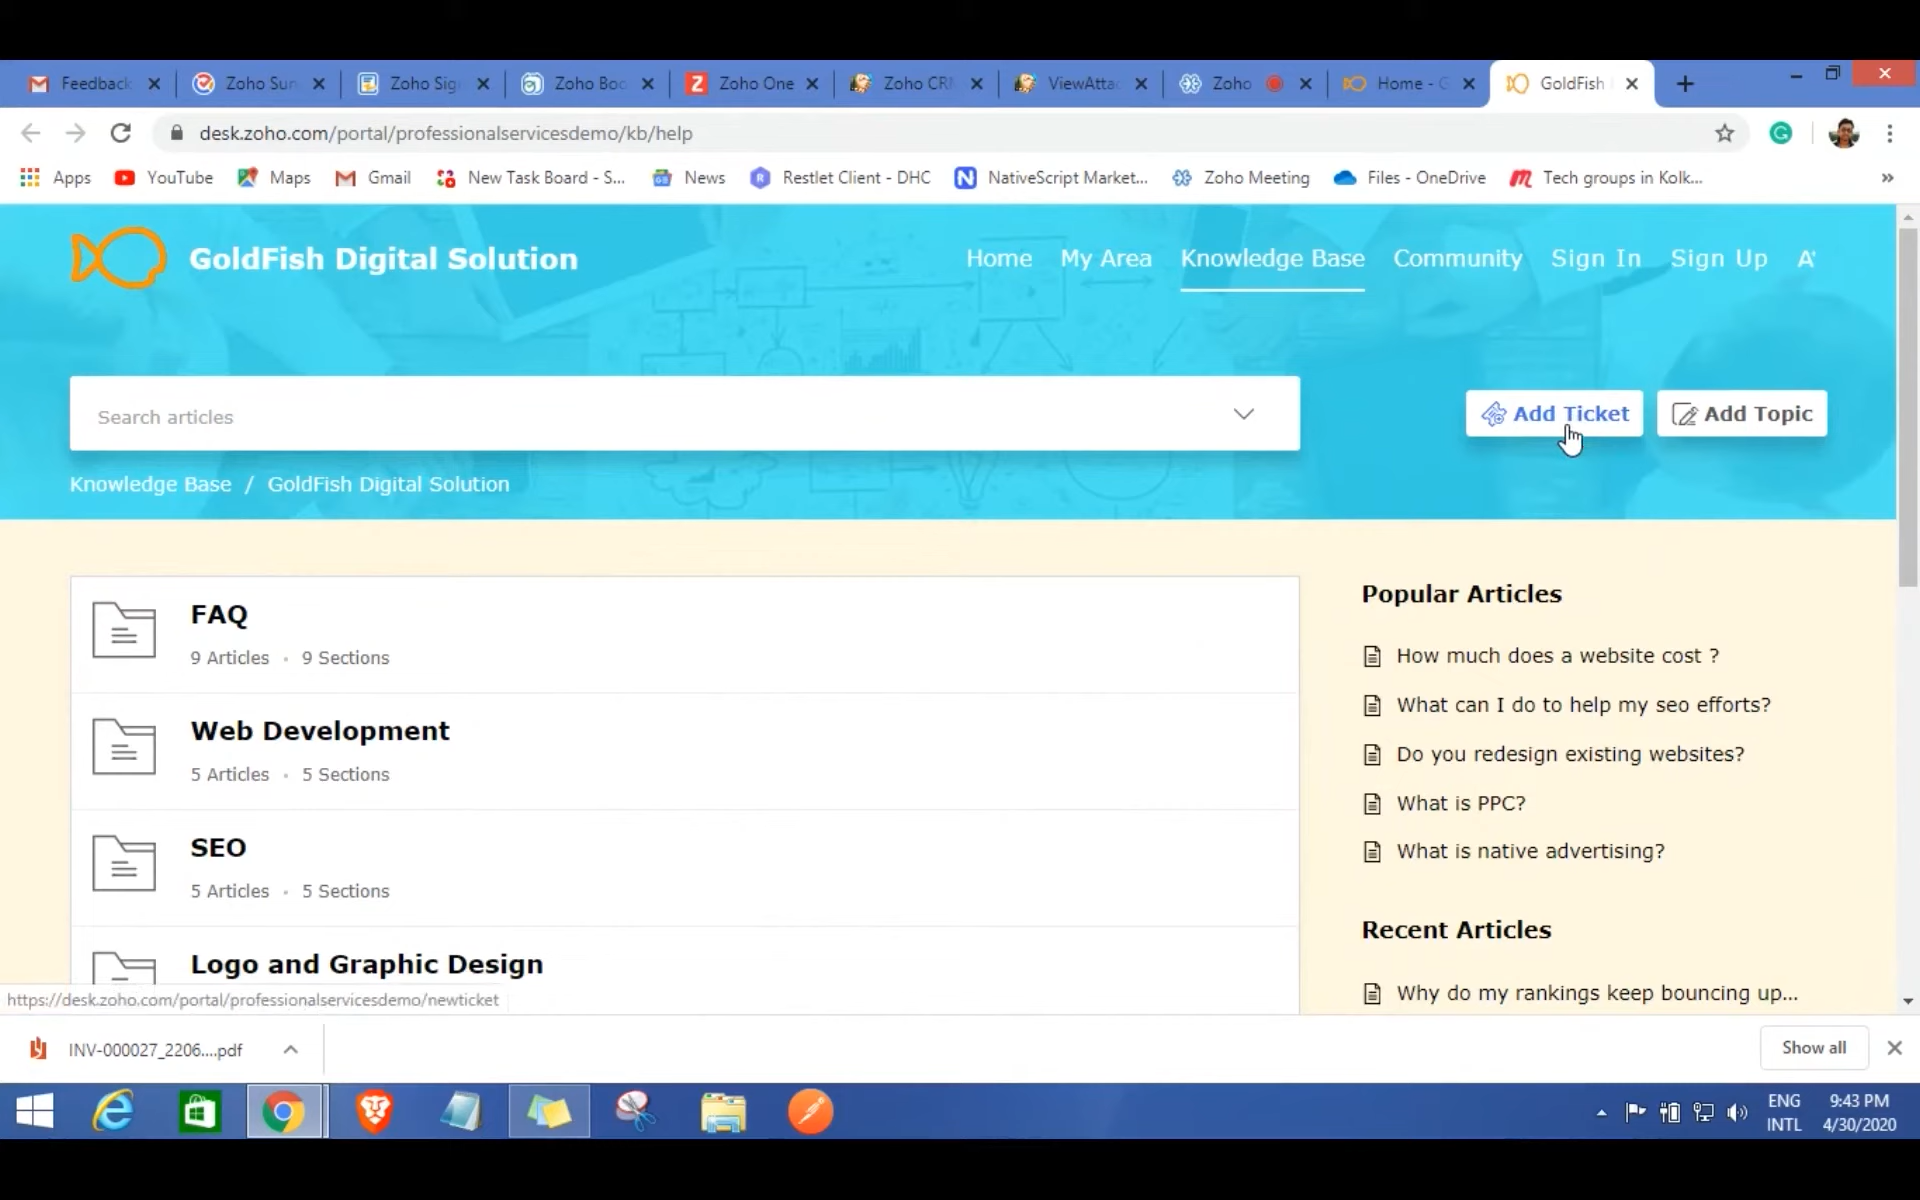 Feedback Zoho Sur Zoho Sig Zoho Boo Zoho One Zoho CR ViewAttac Zoho Home - G GoldFish
desk.zoho.com/portal/professionalservicesdemo/kb/help
Apps YouTube Maps Gmail New Task Board - S... News Restlet Client - DHC NativeScript Market... Zoho Meeting Files - OneDrive Tech groups in Kolk... »
GoldFish Digital Solution Home My Area Knowledge Base Community Sign In Sign Up A
Search articles Add Ticket Add Topic
Knowledge Base / GoldFish Digital Solution
FAQ
9 Articles • 9 Sections
Web Development
5 Articles • 5 Sections
SEO
5 Articles • 5 Sections
Logo and Graphic Design
Popular Articles
How much does a website cost ?
What can I do to help my seo efforts?
Do you redesign existing websites?
What is PPC?
What is native advertising?
Recent Articles
Why do my rankings keep bouncing up...
https://desk.zoho.com/portal/professionalservicesdemo/newticket
INV-000027_2206....pdf Show all
ENG 9:43 PM
INTL 4/30/2020